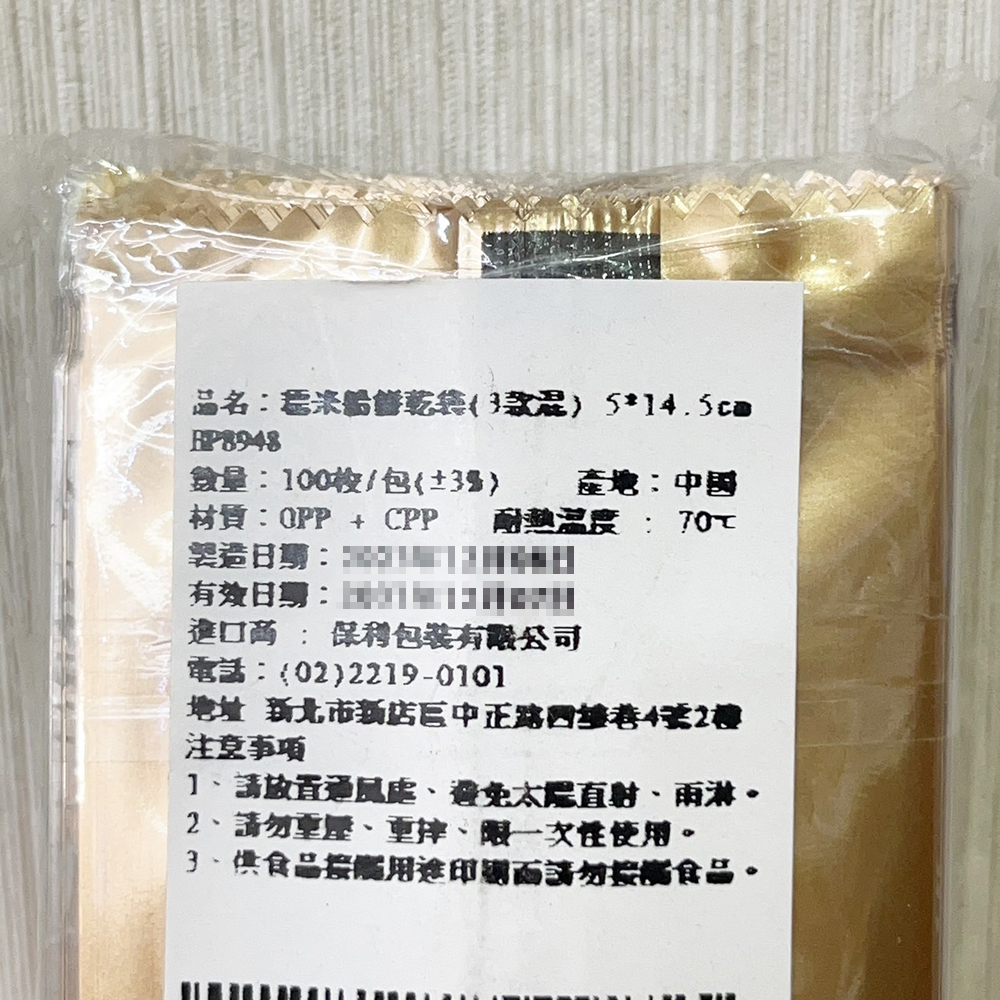 品名：糕米船餅乾袋(3款混) 5*14.5cm
EP8948
數量：100枚/包(±3%) 產地：中國
材質：OPP + CPP 耐熱溫度 : 70℃
製造日期：
有效日期：
進口商 : 保利包裝有限公司
電話：(02)2219-0101
地址 新北市新店區中正路四維巷4弄2樓
注意事項
1、請放置通風處、避免太陽直射、雨淋。
2、請勿重壓、重摔、限一次性使用。
3、供食品接觸用途印刷面請勿接觸食品。